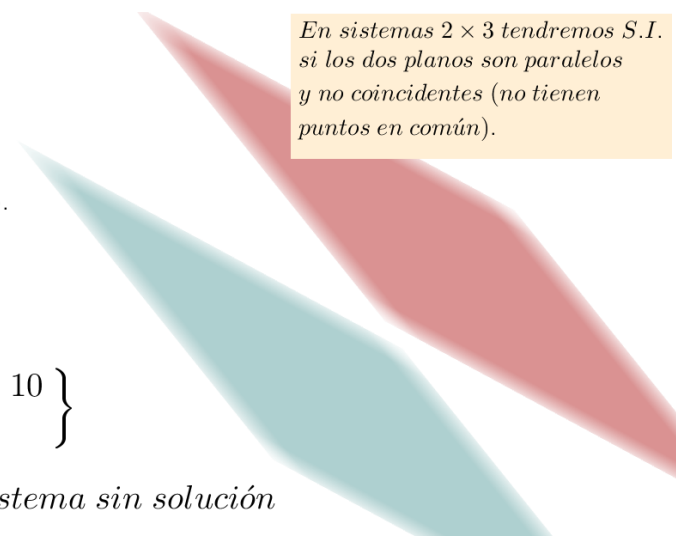 En sistemas 2 × 3 tendremos S.I.
si los dos planos son paralelos
y no coincidentes (no tienen
puntos en común).
.
10 }
stema sin solución